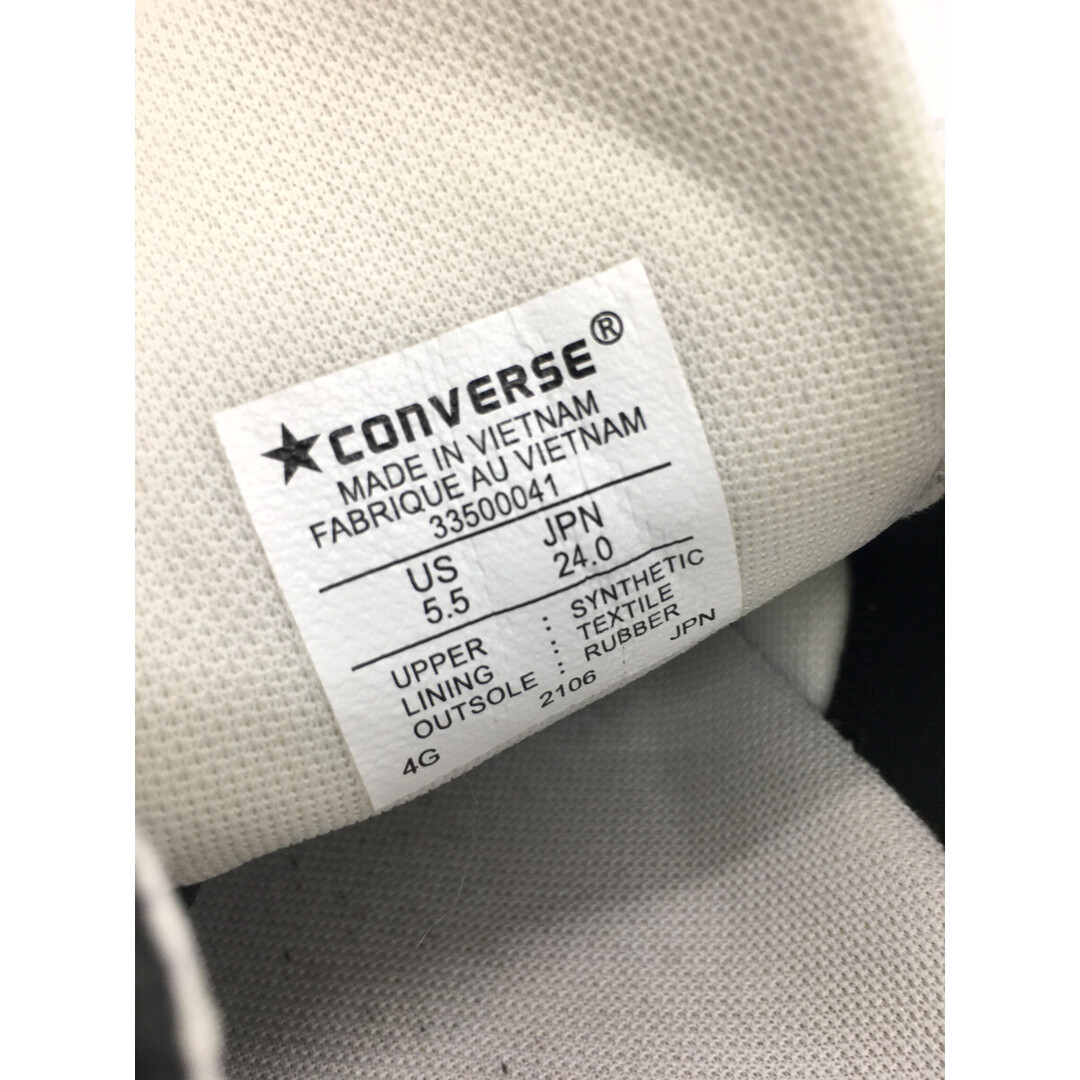 ★CONVERSE®
MADE IN VIETNAM
FABRIQUE AU VIETNAM
33500041
US JPN
5.5 24.0
UPPER : SYNTHETIC
LINING : TEXTILE
OUTSOLE : RUBBER
4G 2106 JPN